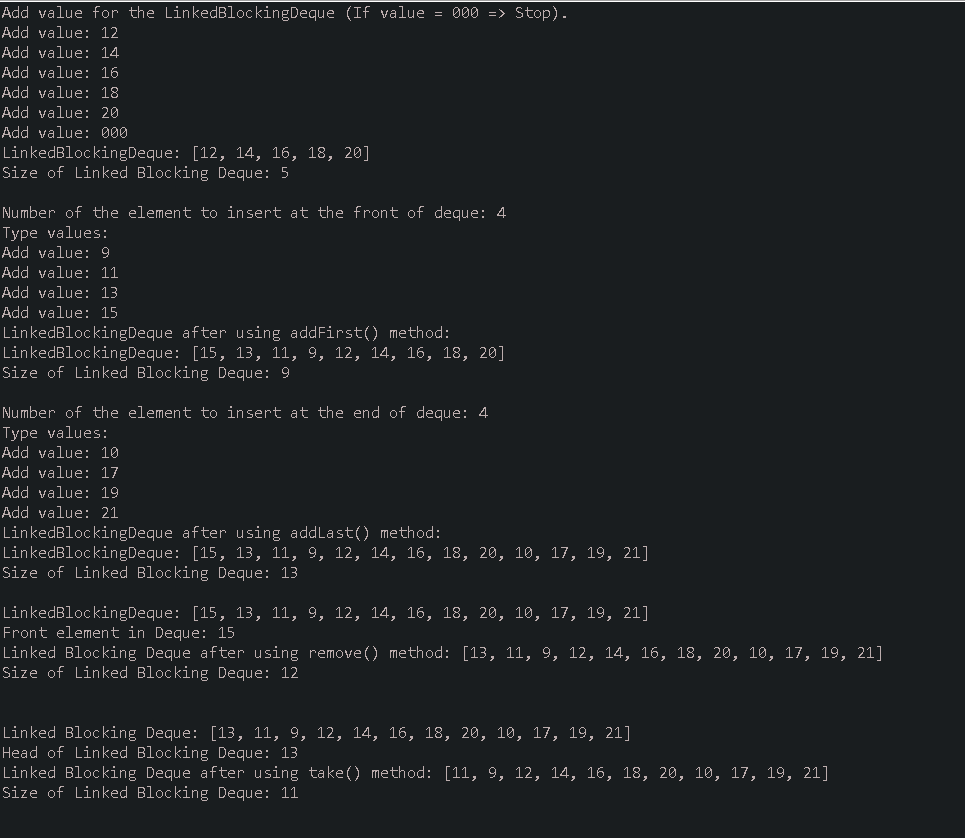 Add value for the LinkedBlockingDeque (If value = 000 => Stop).
Add value: 12
Add value: 14
Add value: 16
Add value: 18
Add value: 20
Add value: 000
LinkedBlockingDeque: [12, 14, 16, 18, 20]
Size of Linked Blocking Deque: 5
Number of the element to insert at the front of deque: 4
Type values:
Add value: 9
Add value: 11
Add value: 13
Add value: 15
LinkedBlockingDeque after using addFirst() method:
LinkedBlockingDeque: [15, 13, 11, 9, 12, 14, 16, 18, 20]
Size of Linked Blocking Deque: 9
Number of the element to insert at the end of deque: 4
Type values:
Add value: 10
Add value: 17
Add value: 19
Add value: 21
LinkedBlockingDeque after using addLast() method:
LinkedBlockingDeque: [15, 13, 11, 9, 12, 14, 16, 18, 20, 10, 17, 19, 21]
Size of Linked Blocking Deque: 13
LinkedBlockingDeque: [15, 13, 11, 9, 12, 14, 16, 18, 20, 10, 17, 19, 21]
Front element in Deque: 15
Linked Blocking Deque after using remove() method: [13, 11, 9, 12, 14, 16, 18, 20, 10, 17, 19, 21]
Size of Linked Blocking Deque: 12
Linked Blocking Deque: [13, 11, 9, 12, 14, 16, 18, 20, 10, 17, 19, 21]
Head of Linked Blocking Deque: 13
Linked Blocking Deque after using take() method: [11, 9, 12, 14, 16, 18, 20, 10, 17, 19, 21]
Size of Linked Blocking Deque: 11